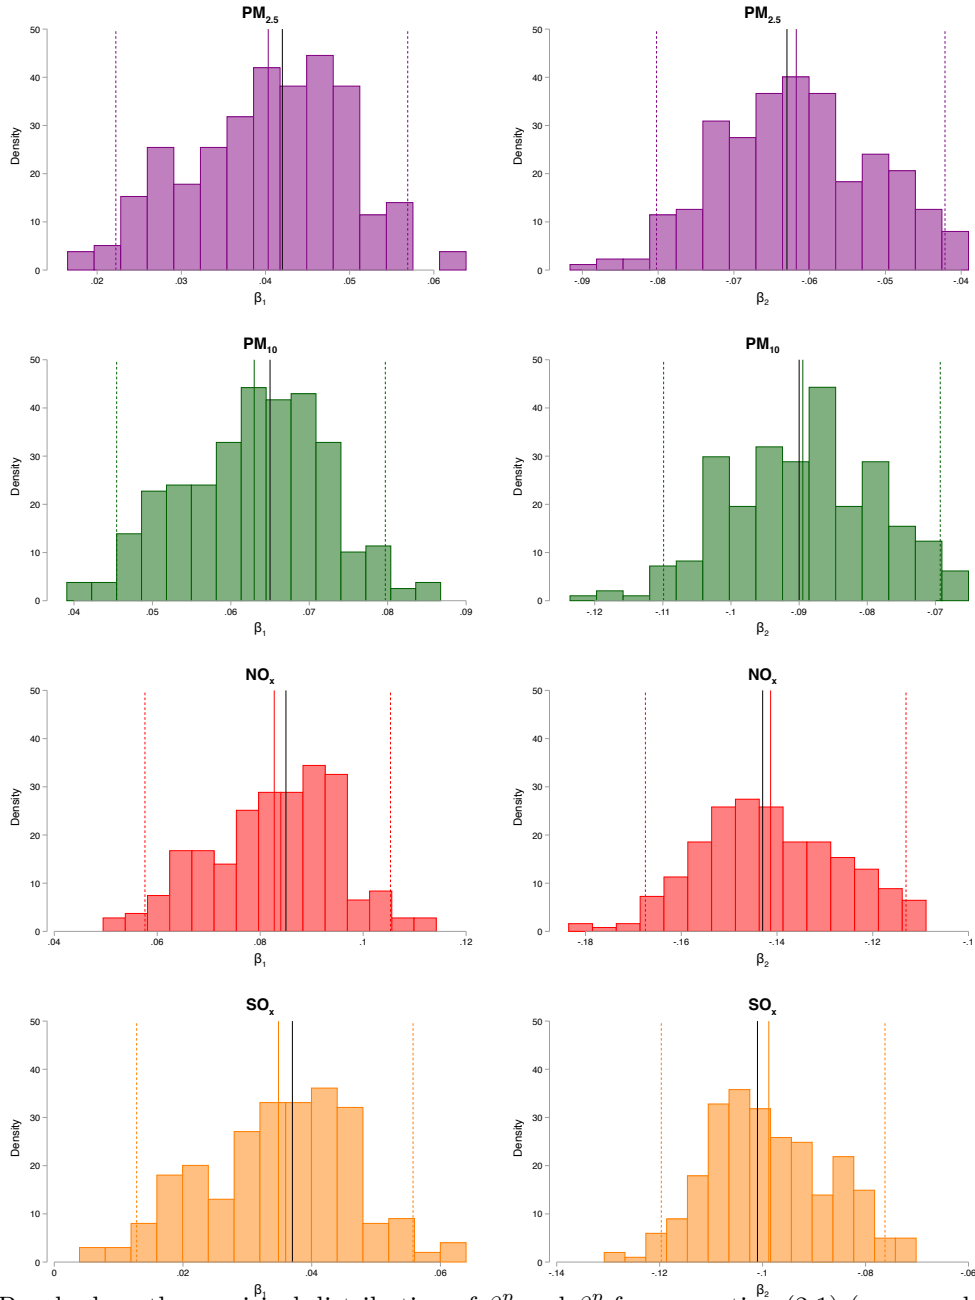 PM2.5
PM2.5
50
40
30
20
10
0
Density
.02 .03 .04 .05 .06
β1
50
40
30
20
10
0
Density
-.09 -.08 -.07 -.06 -.05 -.04
β2
PM10
PM10
50
40
30
20
10
0
Density
.04 .05 .06 .07 .08 .09
β1
50
40
30
20
10
0
Density
-.12 -.11 -.1 -.09 -.08 -.07
β2
NOx
NOx
50
40
30
20
10
0
Density
.04 .06 .08 .1 .12
β1
50
40
30
20
10
0
Density
-.18 -.16 -.14 -.12 -.1
β2
SOx
SOx
50
40
30
20
10
0
Density
0 .02 .04 .06
β1
50
40
30
20
10
0
Density
-.14 -.12 -.1 -.08 -.06
β2